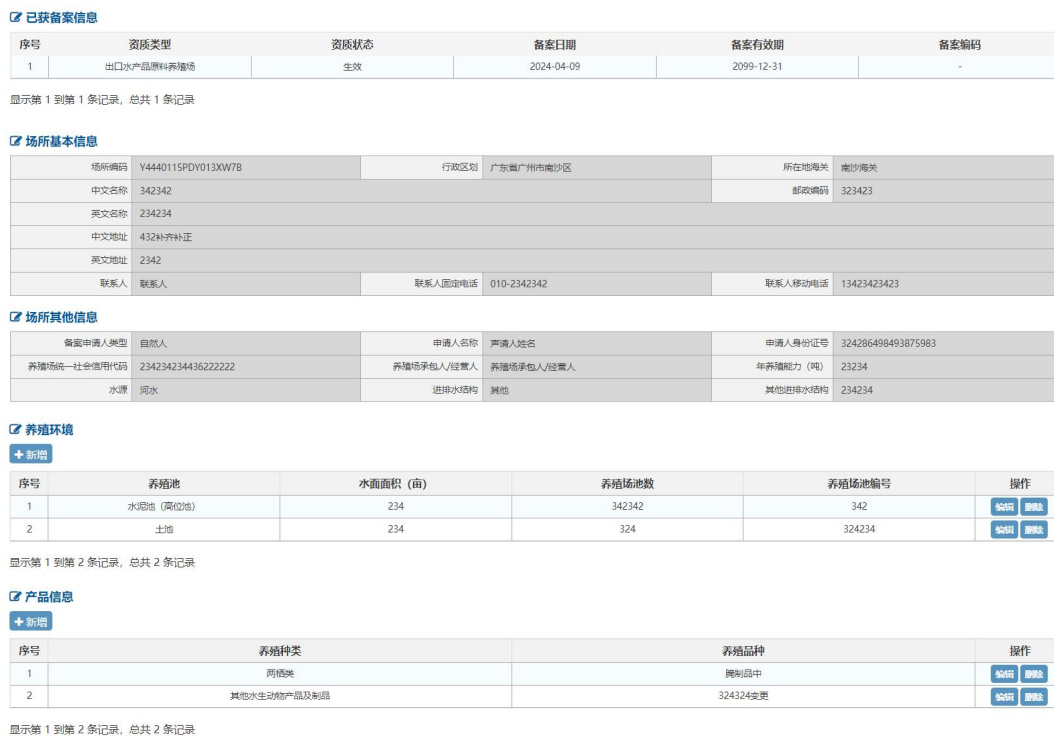 已获备案信息
序号 资质类型 资质状态 备案日期 备案有效期 备案编码
1 出口水产品原料养殖场 生效 2024-04-09 2099-12-31 -
显示第 1 到第 1 条记录，总共 1 条记录
场所基本信息
场所编码 Y4440115PDY013XW7B 行政区划 广东省广州市南沙区 所在地海关 南沙海关
中文名称 342342 邮政编码 323423
英文名称 234234
中文地址 432补齐补正
英文地址 2342
联系人 联系人 联系人固定电话 010-2342342 联系人移动电话 13423423423
场所其他信息
备案申请人类型 自然人 申请人名称 声请人姓名 申请人身份证号 324286498493875983
养殖场统一社会信用代码 234234234436222222 养殖场承包人/经营人 养殖场承包人/经营人 年养殖能力（吨） 23234
水源 河水 进排水结构 其他 其他进排水结构 234234
养殖环境
新增
序号 养殖池 水面面积（亩） 养殖场池数 养殖场池编号 操作
1 水泥池（高位池） 234 342342 342 编辑 删除
2 土池 234 324 324234 编辑 删除
显示第 1 到第 2 条记录，总共 2 条记录
产品信息
新增
序号 养殖种类 养殖品种 操作
1 两栖类 腌制品中 编辑 删除
2 其他水生动物产品及制品 324324变更 编辑 删除
显示第 1 到第 2 条记录，总共 2 条记录